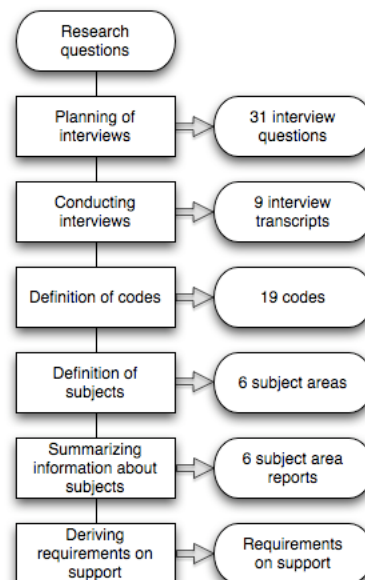 Research
questions
Planning of
interviews
31 interview
questions
Conducting
interviews
9 interview
transcripts
Definition of codes
19 codes
Definition of
subjects
6 subject areas
Summarizing
information about
subjects
6 subject area
reports
Deriving
requirements on
support
Requirements
on support